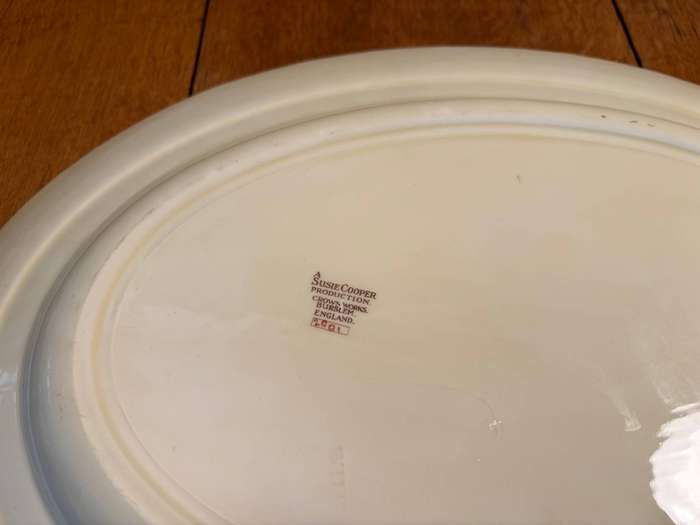 A
SUSIE COOPER
PRODUCTION
CROWN WORKS.
BURSLEM.
ENGLAND.